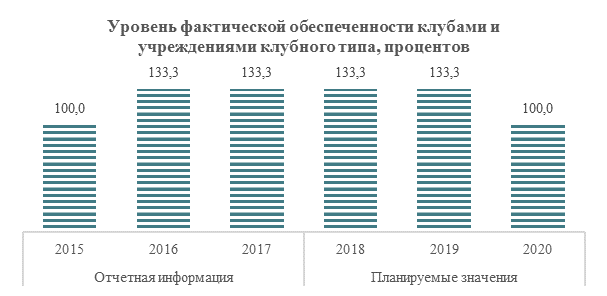 Уровень фактической обеспеченности клубами и
учреждениями клубного типа, процентов
133,3 133,3 133,3 133,3
100,0 100,0
2015 2016 2017 2018 2019 2020
Отчетная информация Планируемые значения